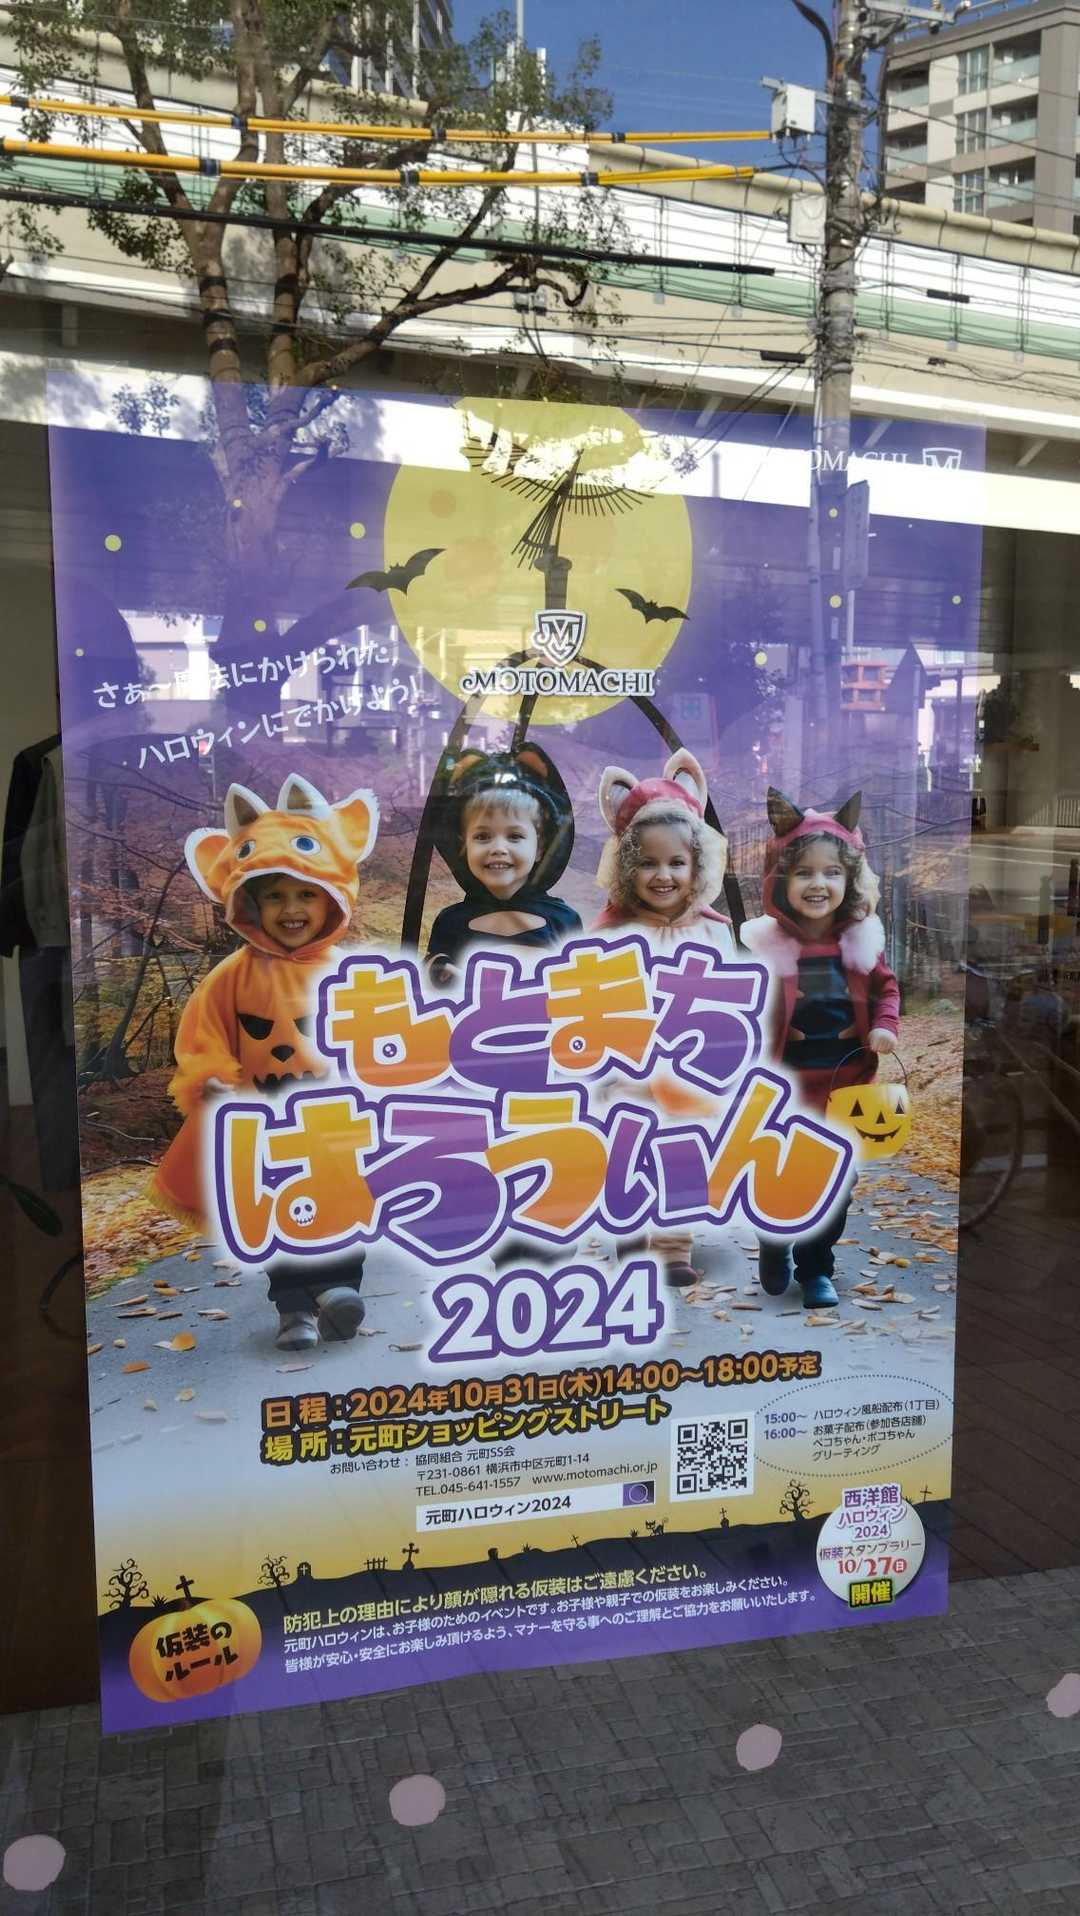 MOTOMACHI
さぁ～魔法にかけられた、
ハロウィンにでかけよう!
MOTOMACHI
もとまち
はろうぃん
2024
日程：2024年10月31日(木)14:00～18:00予定
場所：元町ショッピングストリート
お問い合わせ：協同組合 元町SS会
〒231-0861 横浜市中区元町1-14
TEL.045-641-1557 www.motomachi.or.jp
元町ハロウィン2024
15:00～ ハロウィン風船配布(1丁目)
16:00～ お菓子配布(参加各店舗)
ペコちゃん・ポコちゃん
グリーティング
西洋館
ハロウィン
2024
仮装スタンプラリー
10/27日
開催
仮装の
ルール
防犯上の理由により顔が隠れる仮装はご遠慮ください。
元町ハロウィンは、お子様のためのイベントです。お子様や親子での仮装をお楽しみください。
皆様が安心・安全にお楽しみ頂けるよう、マナーを守る事へのご理解とご協力をお願いいたします。